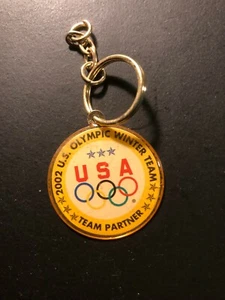 2002 U.S. OLYMPIC WINTER TEAM
USA
TEAM PARTNER